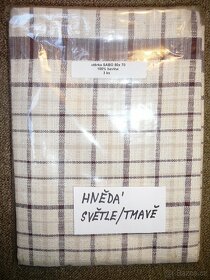 utěrka SABO 50x 70
100% bavlna
3 ks
HNĚDÁ
SVĚTLE/TMAVĚ